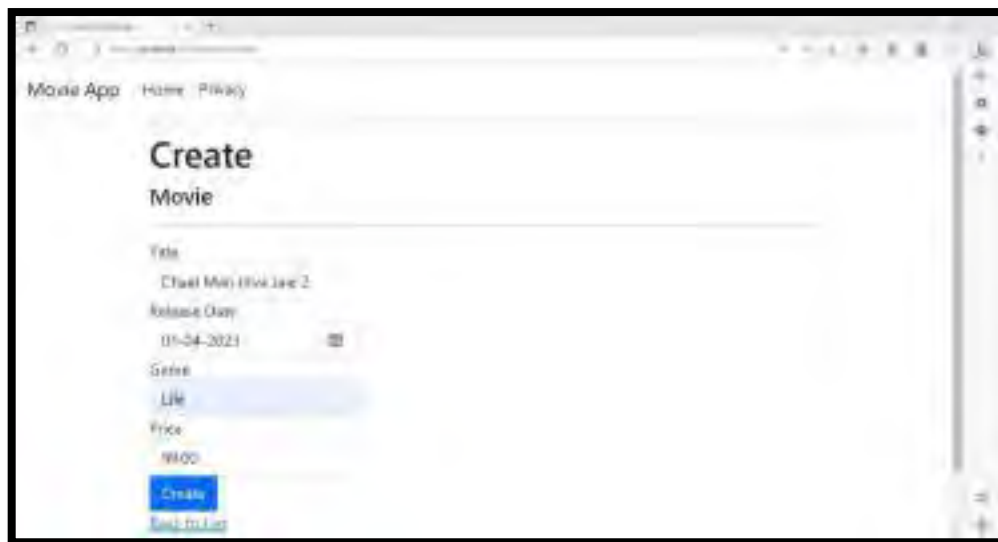 Movie App Home Privacy
Create
Movie
Title
Release Date
01-04-2023
Genre
Life
Price
Create
Back to List